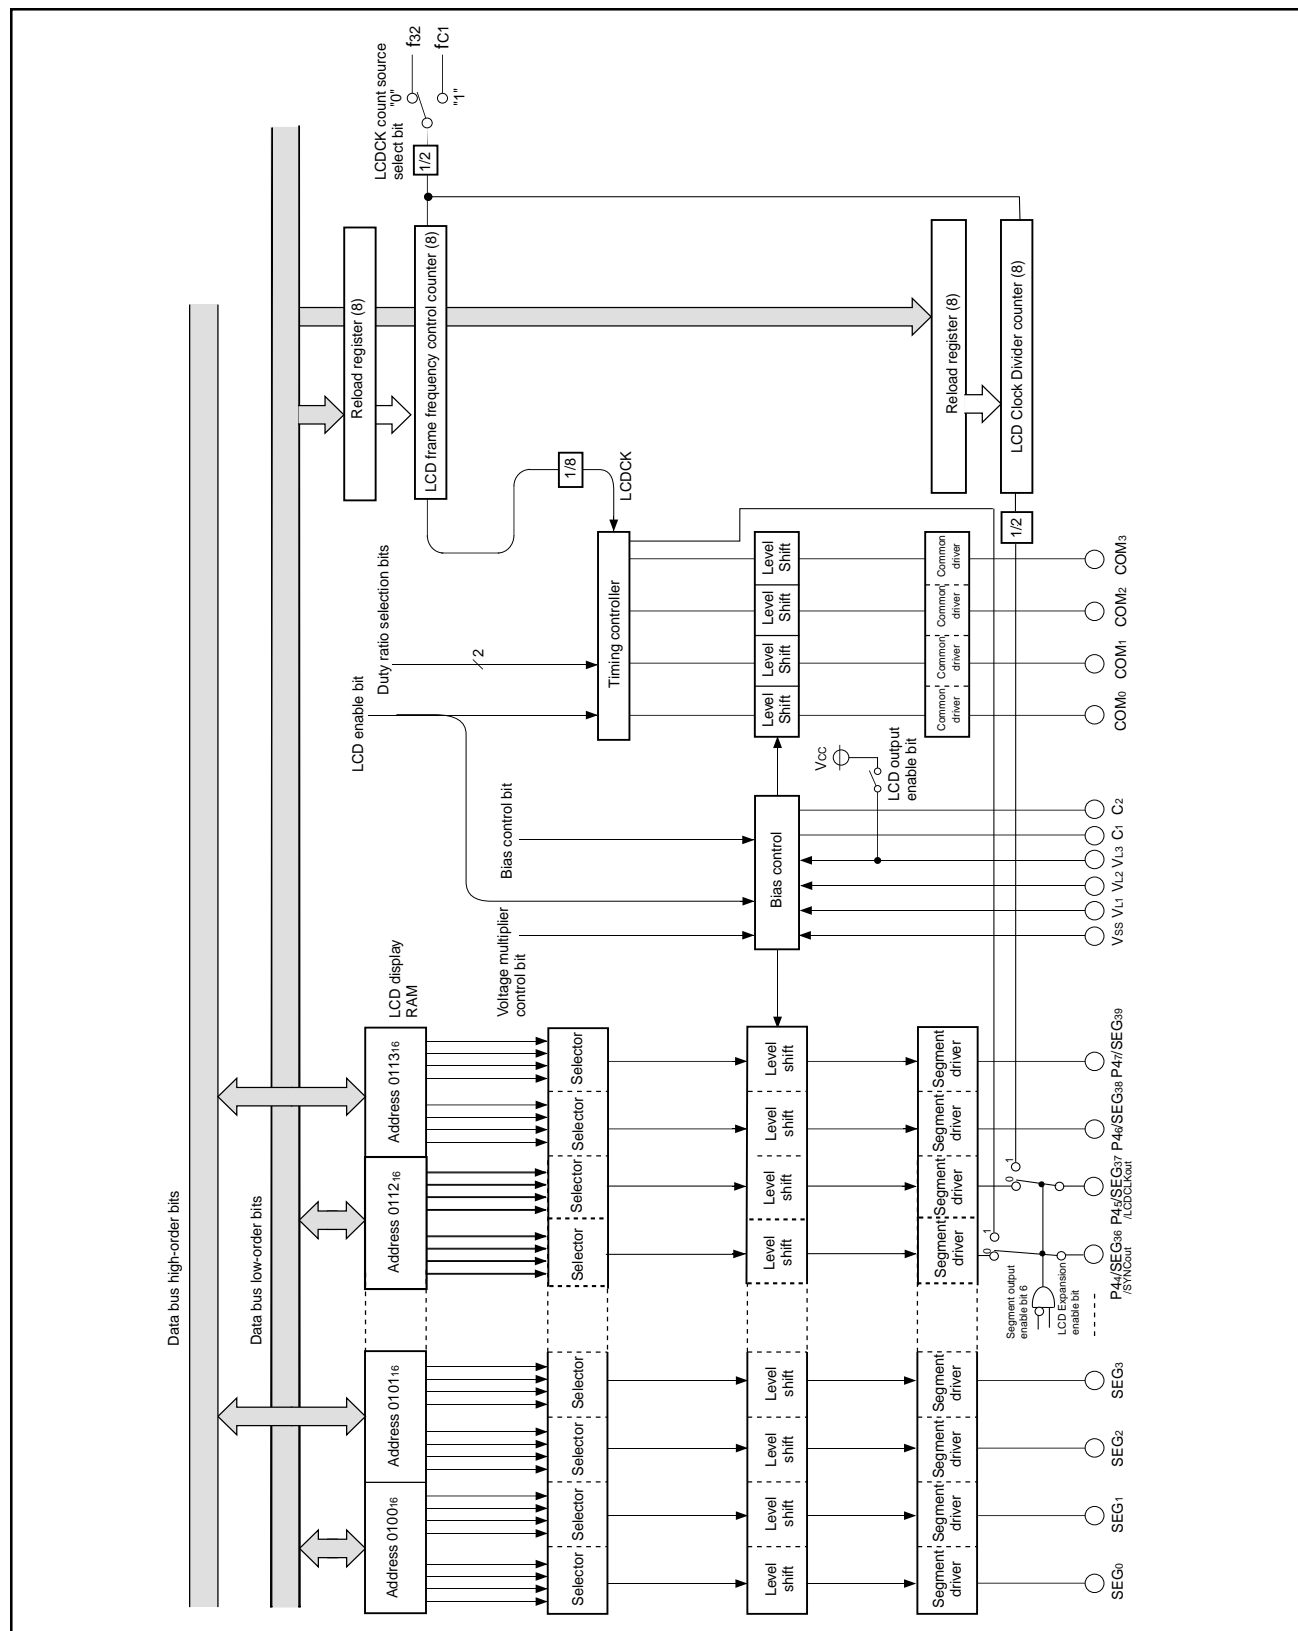 Data bus high-order bits
Data bus low-order bits
LCDCK count source
select bit
"0"
"1"
f32
fC1
1/2
Reload register (8)
LCD frame frequency control counter (8)
Reload register (8)
LCD Clock Divider counter (8)
1/8
LCDCK
1/2
Duty ratio selection bits
2
LCD enable bit
Timing controller
Level
Shift
Level
Shift
Level
Shift
Level
Shift
Common
driver
Common
driver
Common
driver
Common
driver
COM0
COM1
COM2
COM3
Bias control bit
Voltage multiplier
control bit
Bias control
VCC
LCD output
enable bit
VSS
VL1
VL2
VL3
C1
C2
LCD display
RAM
Address 010016
Address 010116
Address 011216
Address 011316
Selector
Selector
Selector
Selector
Selector
Selector
Selector
Selector
Level
shift
Level
shift
Level
shift
Level
shift
Level
shift
Level
shift
Level
shift
Level
shift
Segment
driver
Segment
driver
Segment
driver
Segment
driver
Segment
driver
Segment
driver
Segment
driver
Segment
driver
0
1
0
1
Segment output
enable bit 6
LCD Expansion
enable bit
SEG0
SEG1
SEG2
SEG3
P44/SEG36
/SYNCout
P45/SEG37
/LCDCLKout
P46/SEG38
P47/SEG39